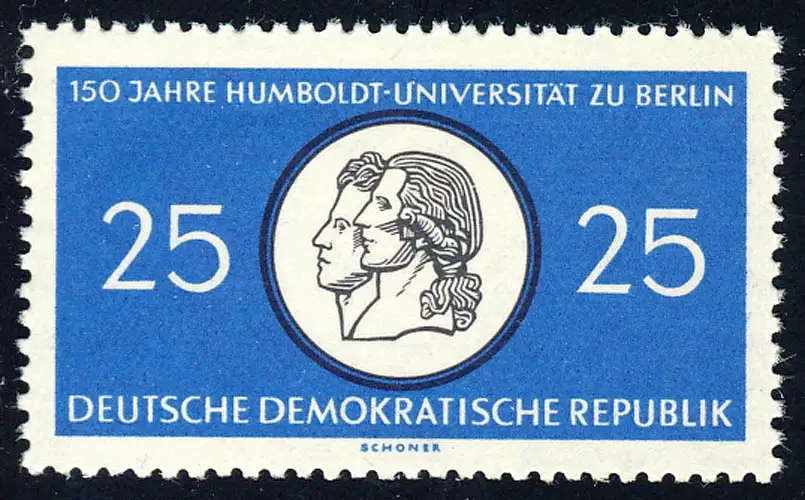 150 JAHRE HUMBOLDT-UNIVERSITÄT ZU BERLIN
25 25
DEUTSCHE DEMOKRATISCHE REPUBLIK
SCHONER